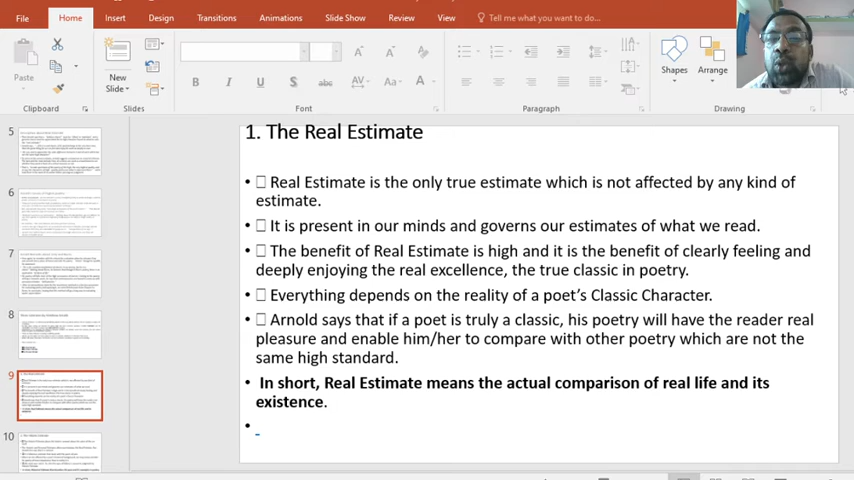 File
Home
Insert
Design
Transitions
Animations
Slide Show
Review
View
Tell me what you want to do...
Paste
New
Slide
B
I
U
S
abc
AV
Aa
A
Shapes
Arrange
Clipboard
Slides
Font
Paragraph
Drawing
5
6
7
8
9
10
1. The Real Estimate
• □ Real Estimate is the only true estimate which is not affected by any kind of
estimate.
• □ It is present in our minds and governs our estimates of what we read.
• □ The benefit of Real Estimate is high and it is the benefit of clearly feeling and
deeply enjoying the real excellence, the true classic in poetry.
• □ Everything depends on the reality of a poet’s Classic Character.
• □ Arnold says that if a poet is truly a classic, his poetry will have the reader real
pleasure and enable him/her to compare with other poetry which are not the
same high standard.
• In short, Real Estimate means the actual comparison of real life and its
existence.